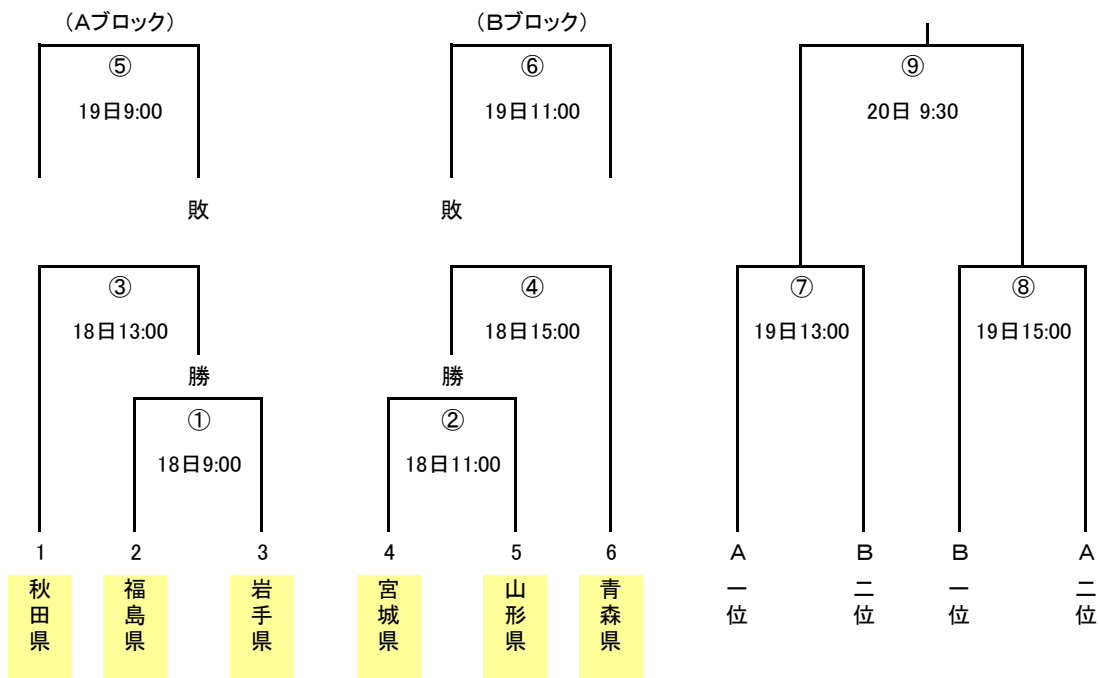 (Aブロック)
(Bブロック)
⑤
⑥
⑨
19日9:00
19日11:00
20日 9:30
敗
敗
③
④
⑦
⑧
18日13:00
18日15:00
19日13:00
19日15:00
勝
勝
①
②
18日9:00
18日11:00
1
2
3
4
5
6
A一位
B二位
B一位
A二位
秋田県
福島県
岩手県
宮城県
山形県
青森県